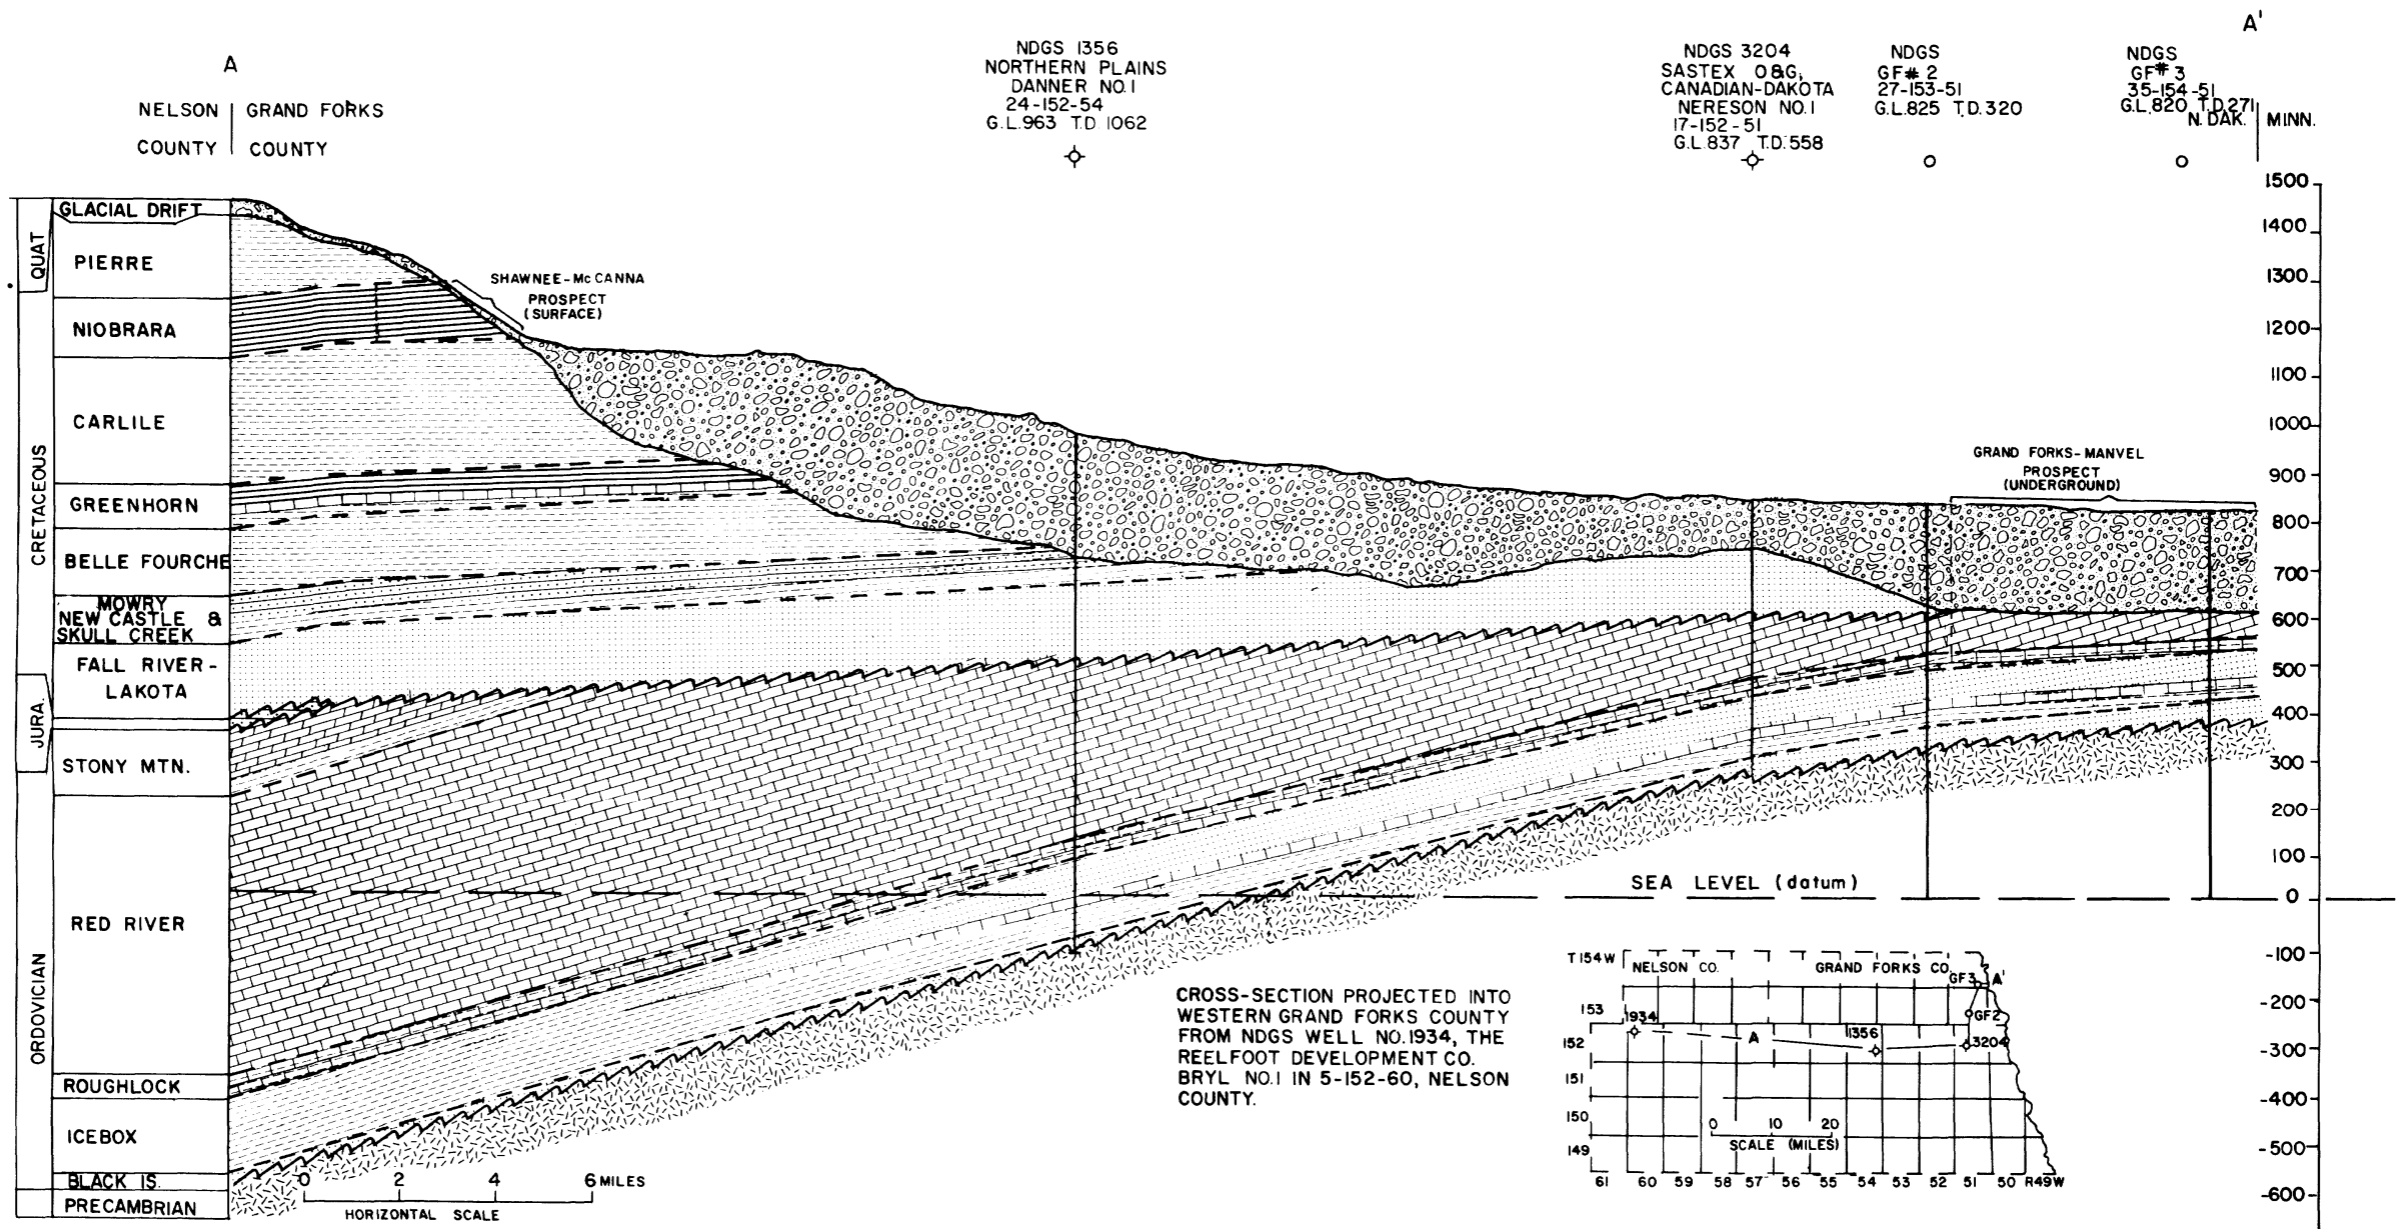 A
A'
NELSON GRAND FORKS
COUNTY COUNTY
NDGS 1356
NORTHERN PLAINS
DANNER NO.1
24-152-54
G.L.963 T.D. 1062
NDGS 3204
SASTEX O&G,
CANADIAN-DAKOTA
NERESON NO.1
17-152-51
G.L.837 T.D.558
NDGS
GF# 2
27-153-51
G.L.825 T.D.320
NDGS
GF# 3
35-154-51
G.L.820 T.D.271
N. DAK. MINN.
QUAT
CRETACEOUS
JURA.
ORDOVICIAN
GLACIAL DRIFT
PIERRE
NIOBRARA
CARLILE
GREENHORN
BELLE FOURCHE
MOWRY
NEW CASTLE &
SKULL CREEK
FALL RIVER-
LAKOTA
STONY MTN.
RED RIVER
ROUGHLOCK
ICEBOX
BLACK IS.
PRECAMBRIAN
SHAWNEE-McCANNA
PROSPECT
(SURFACE)
GRAND FORKS-MANVEL
PROSPECT
(UNDERGROUND)
1500
1400
1300
1200
1100
1000
900
800
700
600
500
400
300
200
100
0
-100
-200
-300
-400
-500
-600
SEA LEVEL (datum)
0 2 4 6 MILES
HORIZONTAL SCALE
CROSS-SECTION PROJECTED INTO
WESTERN GRAND FORKS COUNTY
FROM NDGS WELL NO.1934, THE
REELFOOT DEVELOPMENT CO.
BRYL NO.1 IN 5-152-60, NELSON
COUNTY.
T154W NELSON CO. GRAND FORKS CO.
GF3 A'
153 1934 GF2
152 A 1356 3204
151
150
0 10 20
SCALE (MILES)
149
61 60 59 58 57 56 55 54 53 52 51 50 R49W